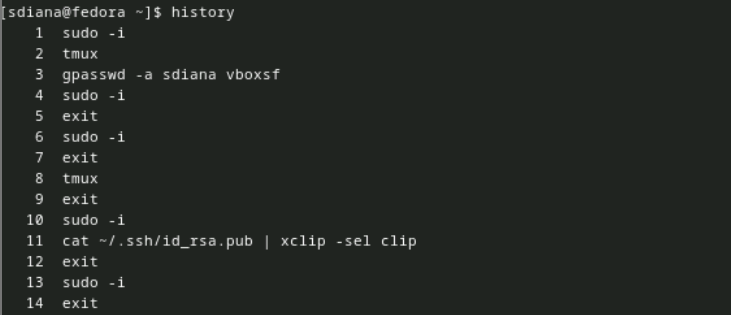 [sdiana@fedora ~]$ history
1 sudo -i
2 tmux
3 gpasswd -a sdiana vboxsf
4 sudo -i
5 exit
6 sudo -i
7 exit
8 tmux
9 exit
10 sudo -i
11 cat ~/.ssh/id_rsa.pub | xclip -sel clip
12 exit
13 sudo -i
14 exit